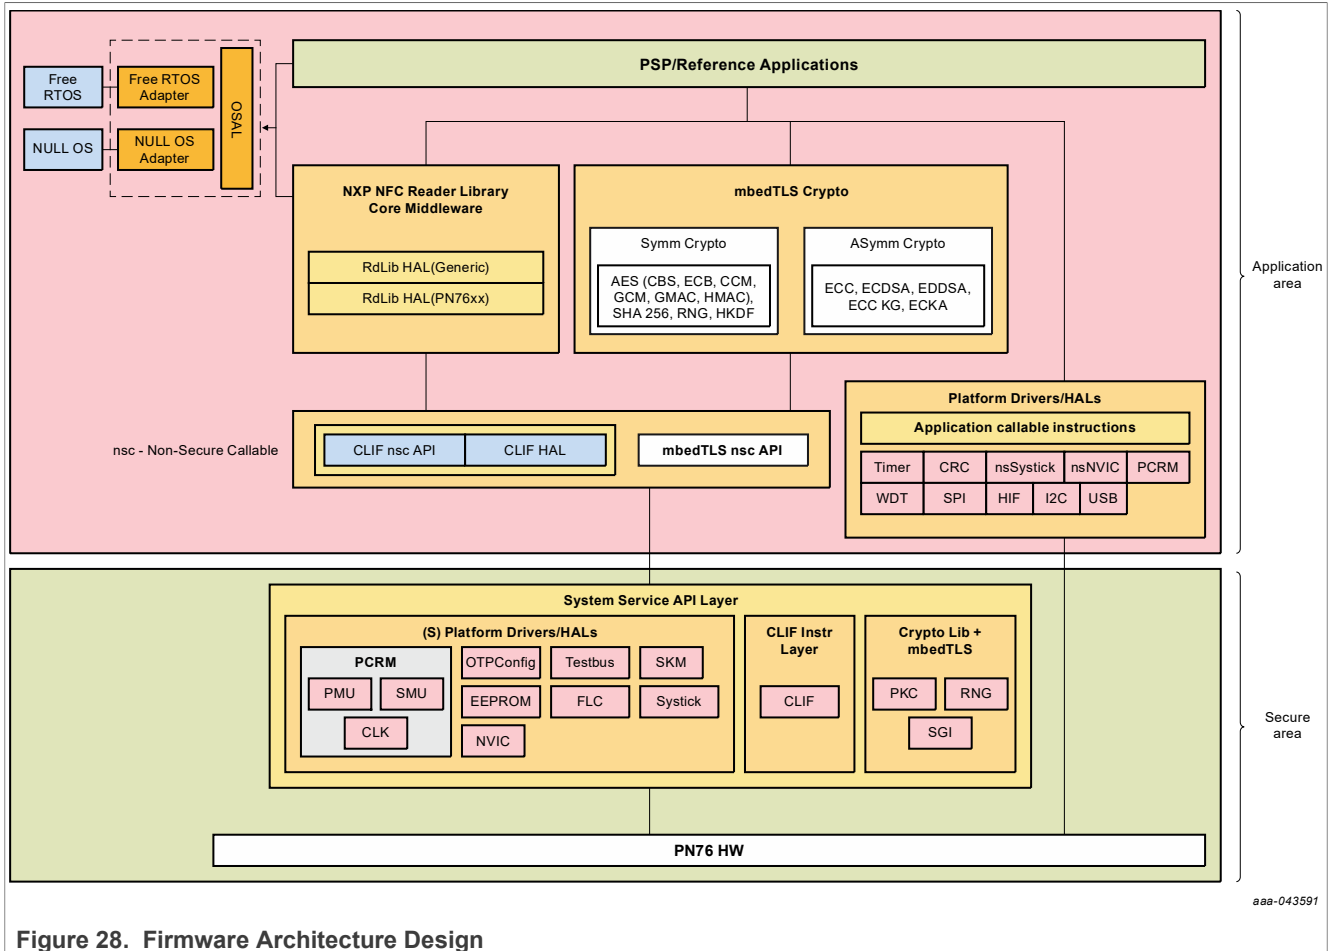 PSP/Reference Applications
Free
RTOS
Free RTOS
Adapter
OSAL
NULL OS
NULL OS
Adapter
NXP NFC Reader Library
Core Middleware
RdLib HAL(Generic)
RdLib HAL(PN76xx)
mbedTLS Crypto
Symm Crypto
AES (CBS, ECB, CCM,
GCM, GMAC, HMAC),
SHA 256, RNG, HKDF
ASymm Crypto
ECC, ECDSA, EDDSA,
ECC KG, ECKA
Application
area
nsc - Non-Secure Callable
CLIF nsc API
CLIF HAL
mbedTLS nsc API
Platform Drivers/HALs
Application callable instructions
Timer
CRC
nsSystick
nsNVIC
PCRM
WDT
SPI
HIF
I2C
USB
System Service API Layer
(S) Platform Drivers/HALs
PCRM
PMU
SMU
CLK
OTPConfig
Testbus
SKM
EEPROM
FLC
Systick
NVIC
CLIF Instr
Layer
CLIF
Crypto Lib +
mbedTLS
PKC
RNG
SGI
Secure
area
PN76 HW
aaa-043591
Figure 28. Firmware Architecture Design